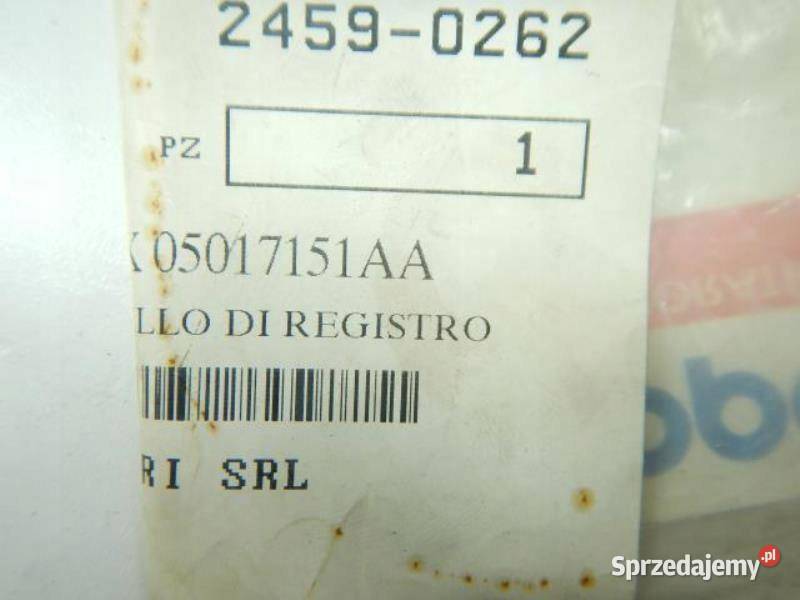 2459-0262
PZ 1
K 05017151AA
LLO DI REGISTRO
RI SRL
Sprzedajemy.pl